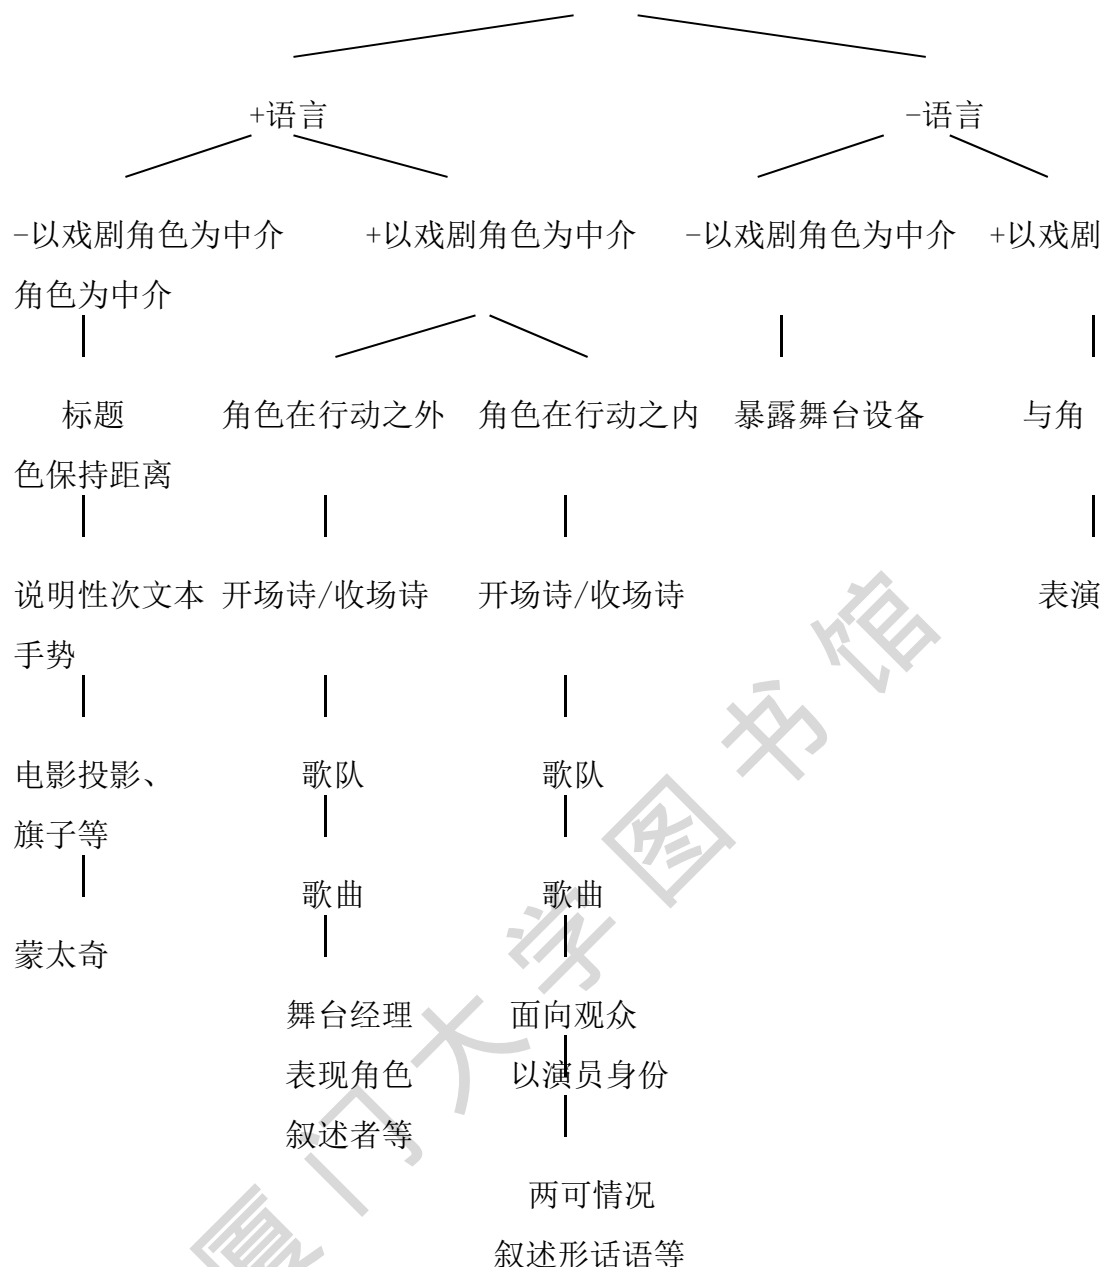 +语言 -语言
-以戏剧角色为中介 +以戏剧角色为中介 -以戏剧角色为中介 +以戏剧
角色为中介
标题 角色在行动之外 角色在行动之内 暴露舞台设备 与角
色保持距离
说明性次文本 开场诗/收场诗 开场诗/收场诗 表演
手势
电影投影、 歌队 歌队
旗子等
歌曲 歌曲
蒙太奇
舞台经理 面向观众
表现角色 以演员身份
叙述者等
两可情况
叙述形话语等
厦门大学图书馆